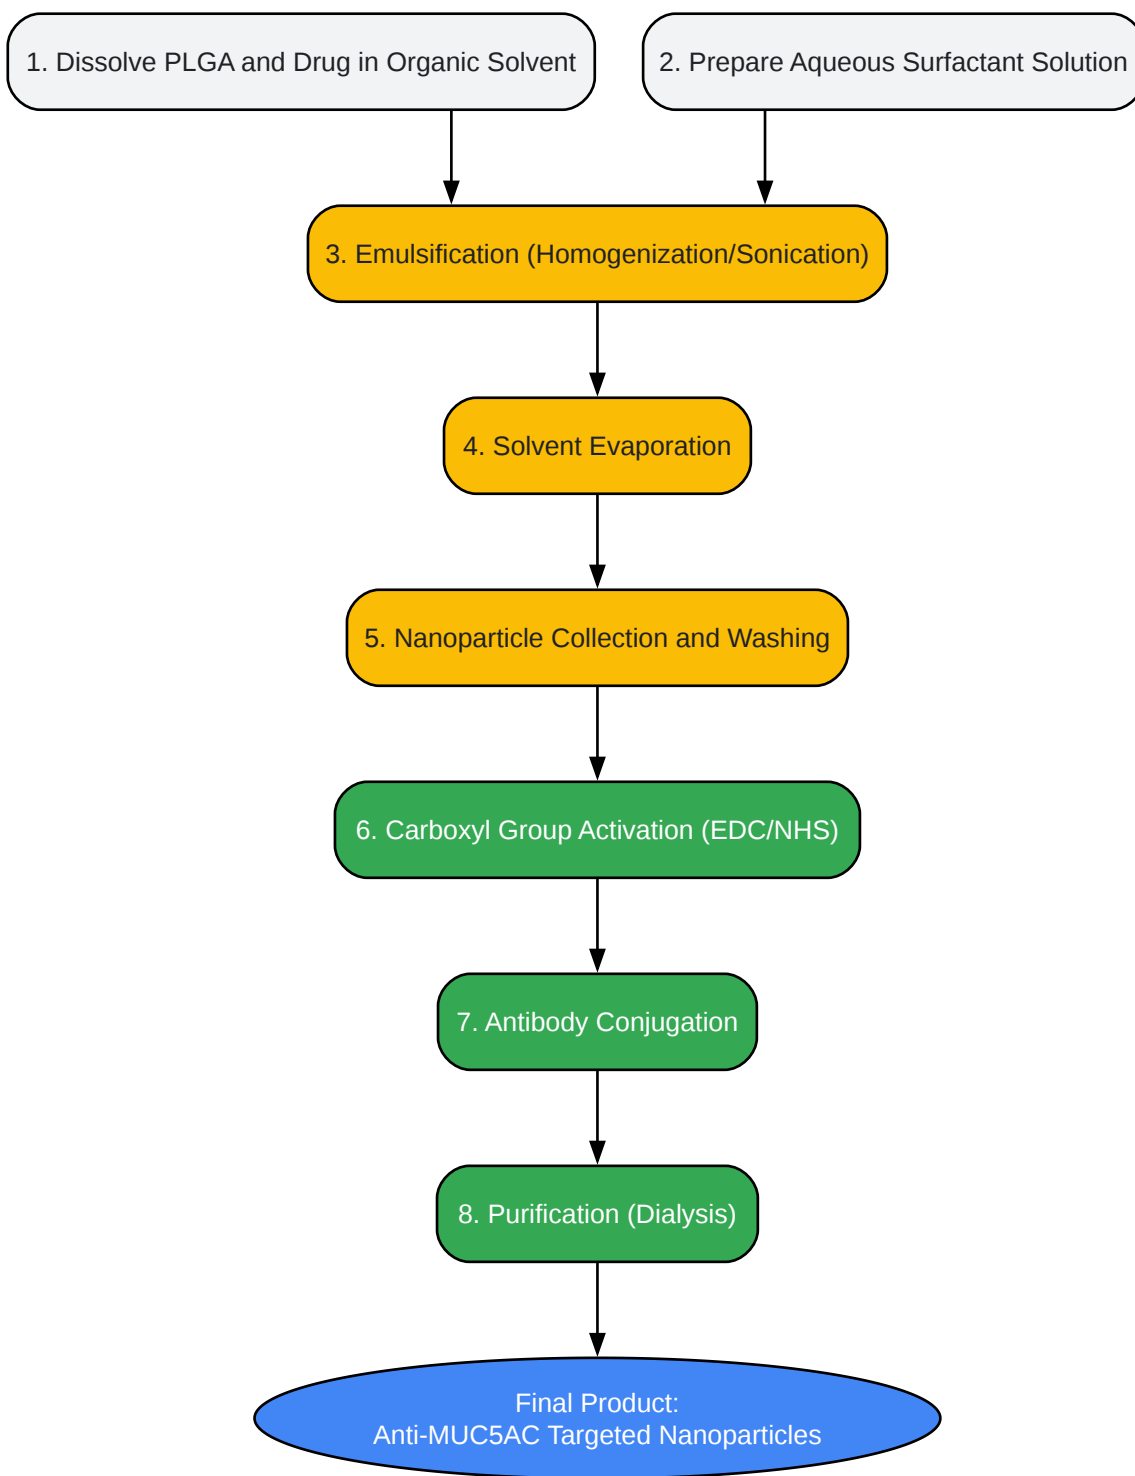 1. Dissolve PLGA and Drug in Organic Solvent
2. Prepare Aqueous Surfactant Solution
3. Emulsification (Homogenization/Sonication)
4. Solvent Evaporation
5. Nanoparticle Collection and Washing
6. Carboxyl Group Activation (EDC/NHS)
7. Antibody Conjugation
8. Purification (Dialysis)
Final Product:
Anti-MUC5AC Targeted Nanoparticles